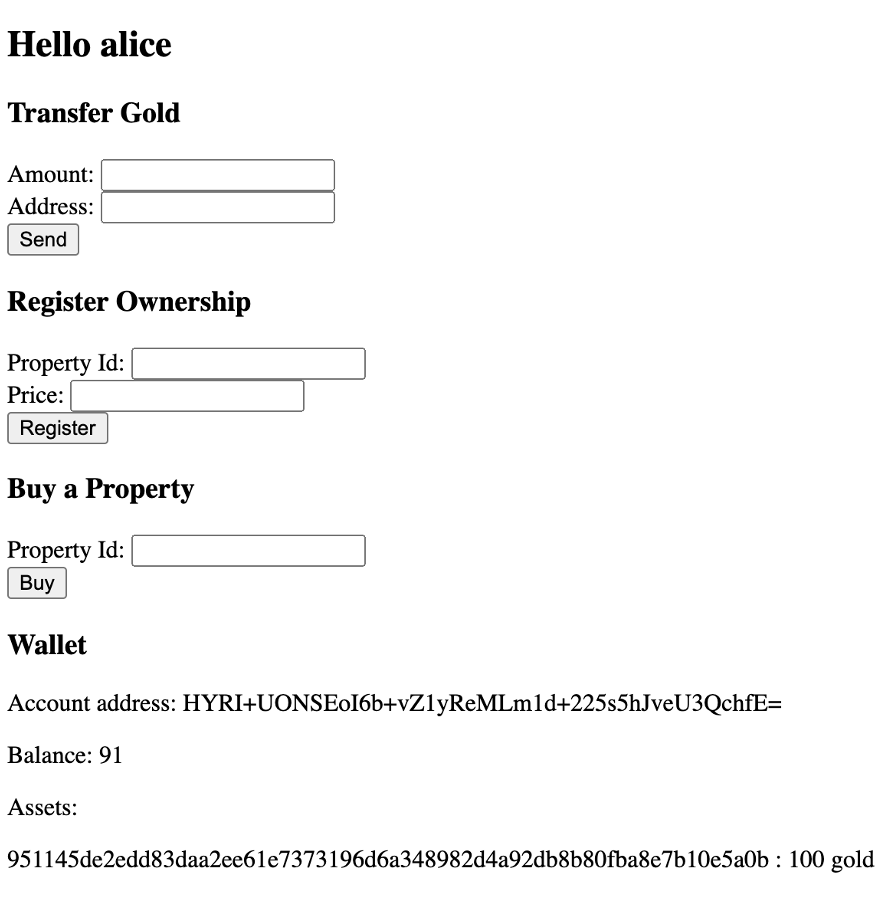 Hello alice
Transfer Gold
Amount:
Address:
Send
Register Ownership
Property Id:
Price:
Register
Buy a Property
Property Id:
Buy
Wallet
Account address: HYRI+UONSEoI6b+vZ1yReMLm1d+225s5hJveU3QchfE=
Balance: 91
Assets:
951145de2edd83daa2ee61e7373196d6a348982d4a92db8b80fba8e7b10e5a0b : 100 gold